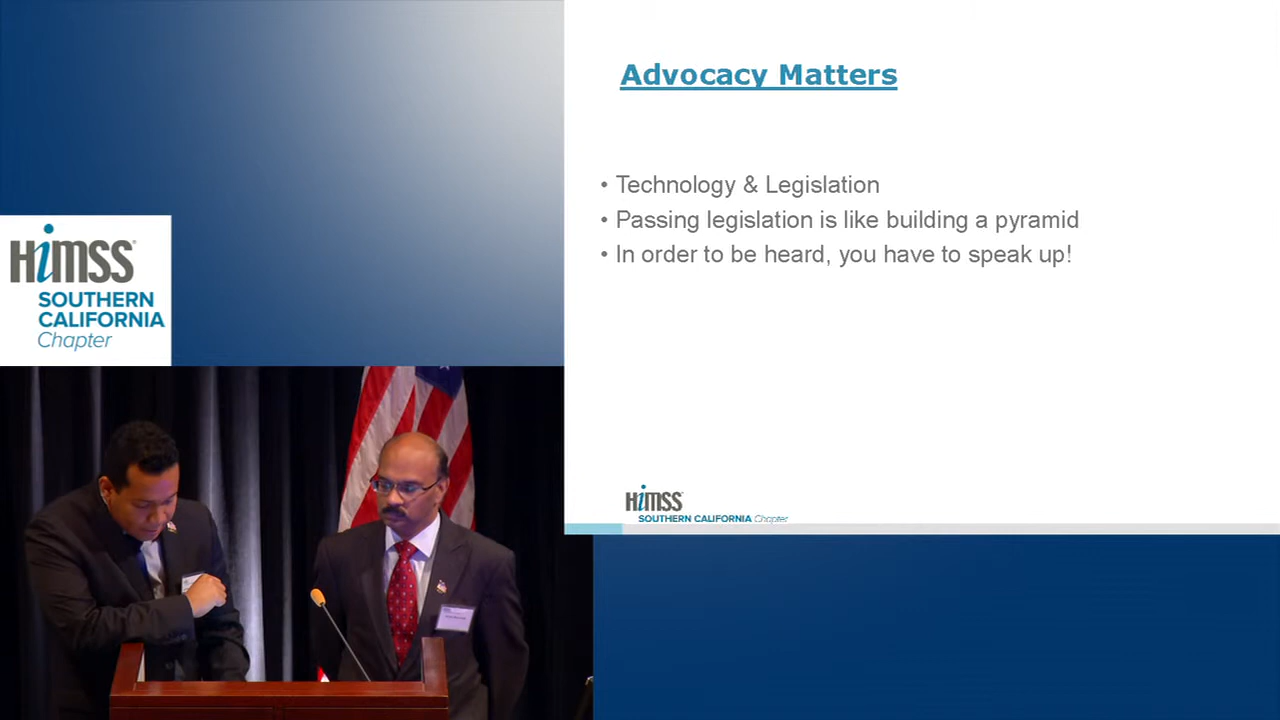 Advocacy Matters
• Technology & Legislation
• Passing legislation is like building a pyramid
• In order to be heard, you have to speak up!
HiMSS
SOUTHERN
CALIFORNIA
Chapter
HiMSS
SOUTHERN CALIFORNIA Chapter